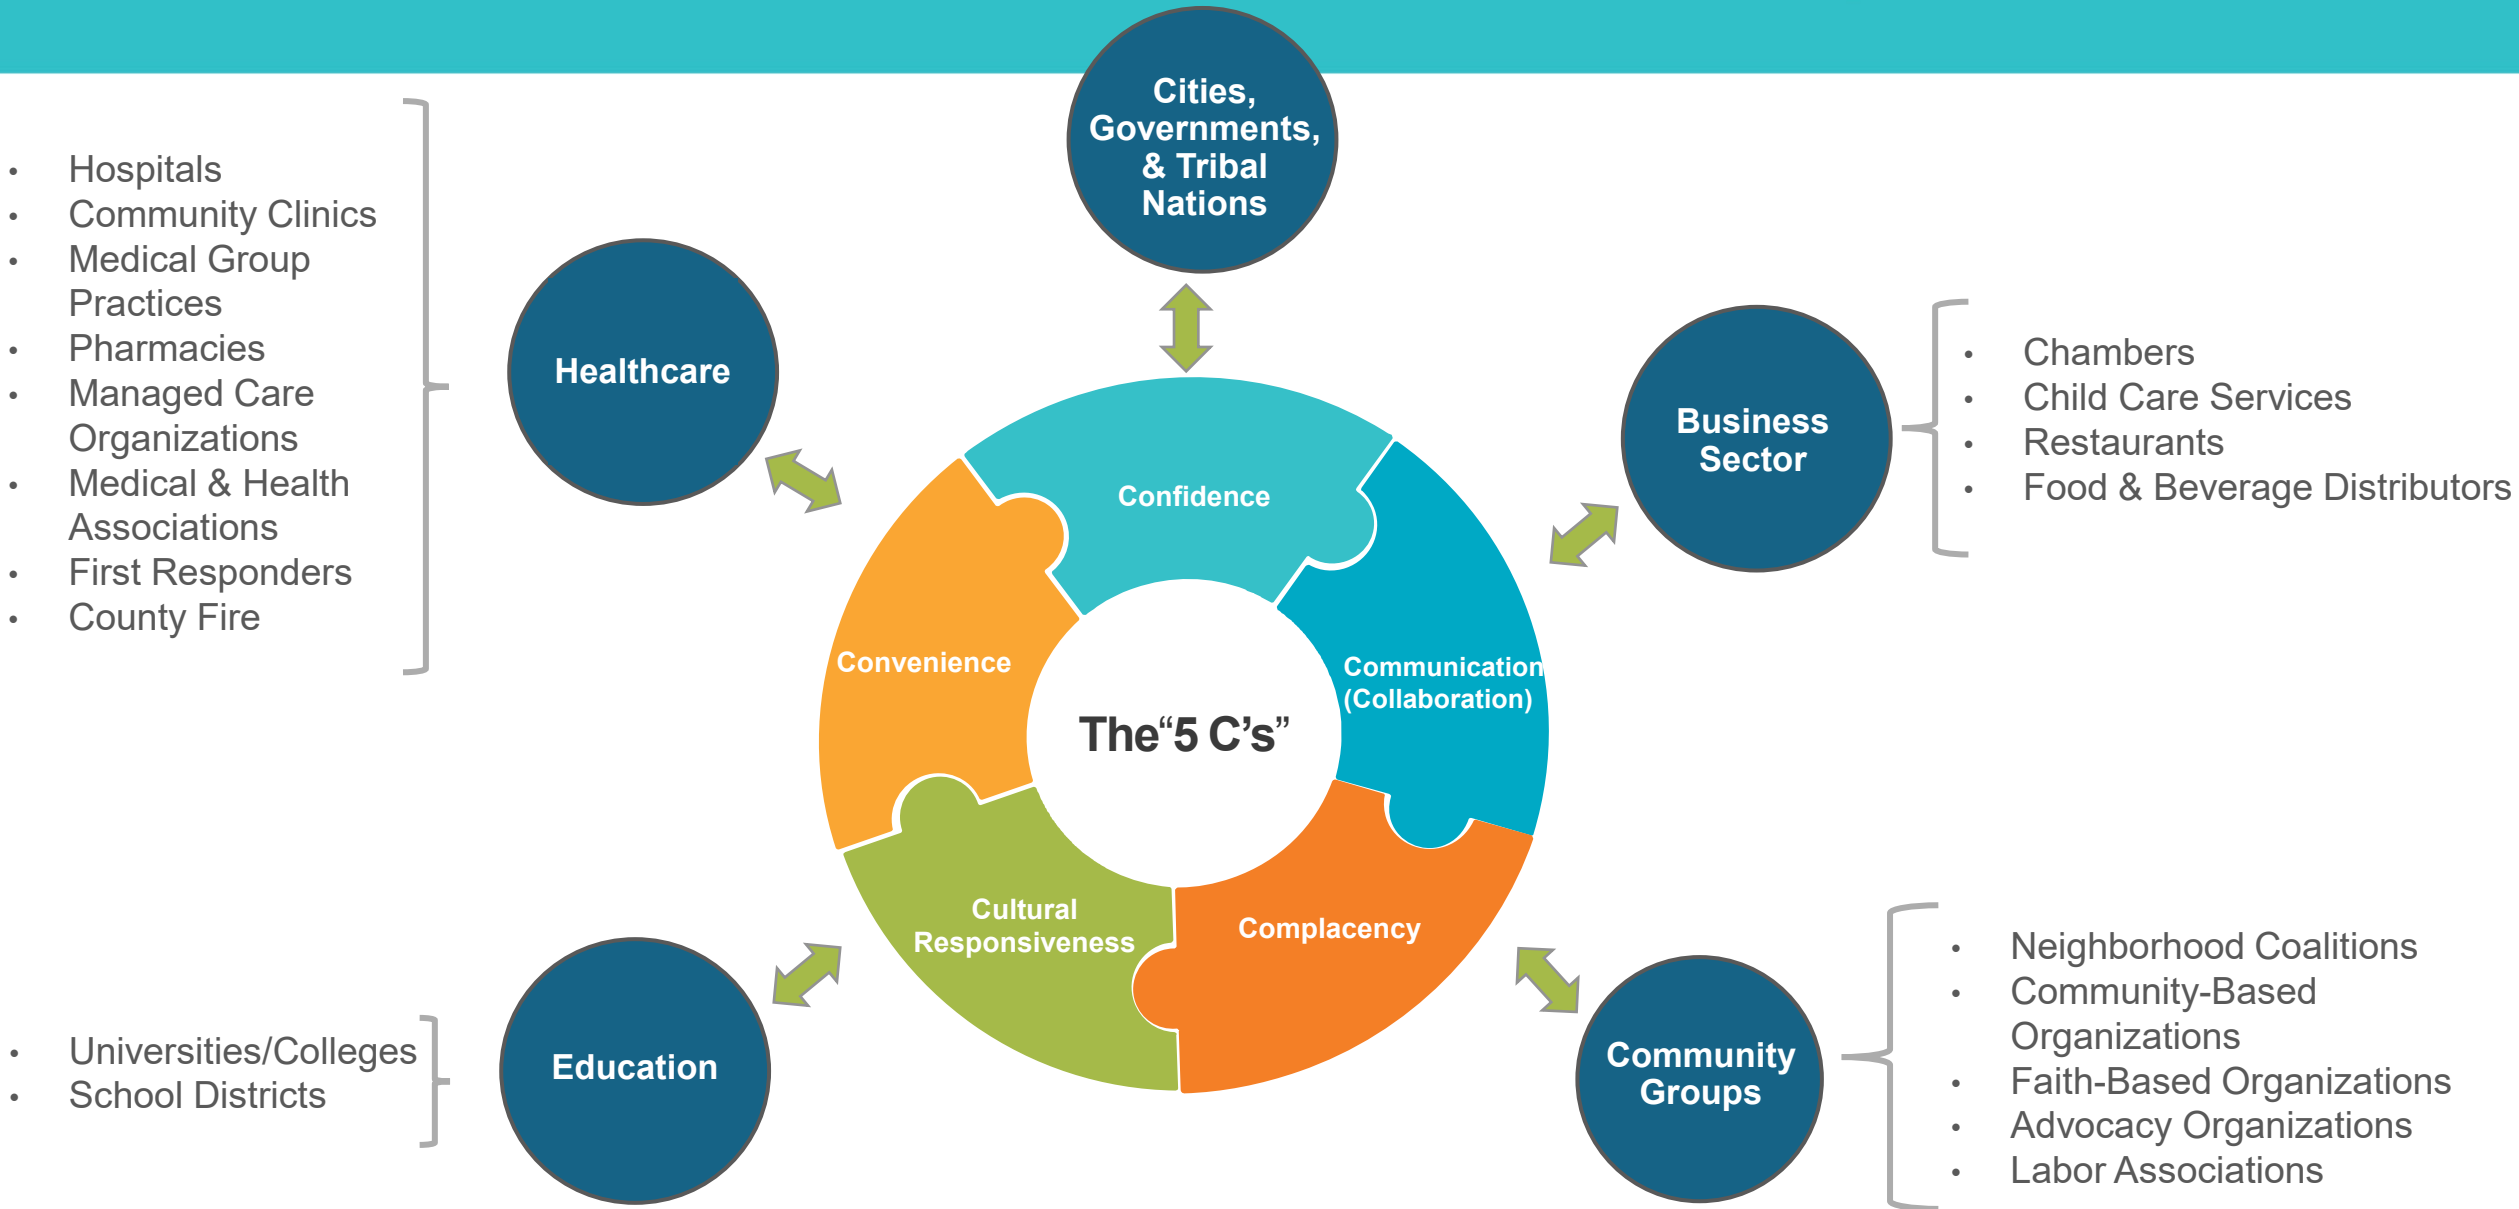 Cities,
Governments,
& Tribal
Nations
• Hospitals
• Community Clinics
• Medical Group
Practices
• Pharmacies
• Managed Care
Organizations
• Medical & Health
Associations
• First Responders
• County Fire
Healthcare
Business
Sector
• Chambers
• Child Care Services
• Restaurants
• Food & Beverage Distributors
Confidence
Convenience
Communication
(Collaboration)
The“5 C’s”
Cultural
Responsiveness
Complacency
• Universities/Colleges
• School Districts
Education
Community
Groups
• Neighborhood Coalitions
• Community-Based
Organizations
• Faith-Based Organizations
• Advocacy Organizations
• Labor Associations